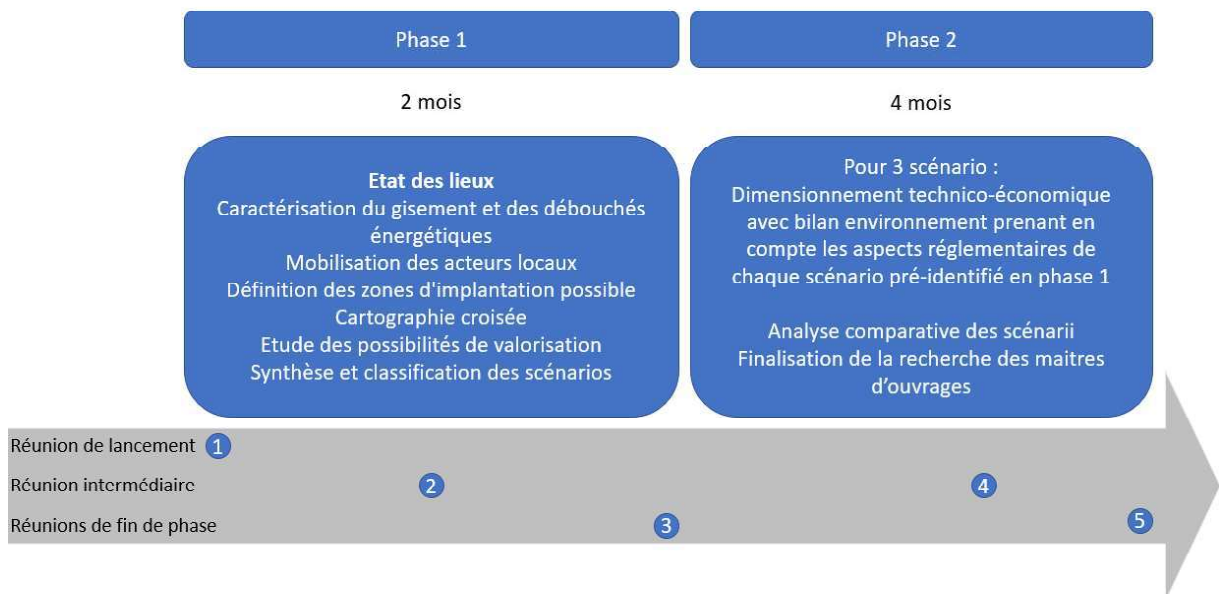 Phase 1
Phase 2
2 mois
4 mois
Etat des lieux
Caractérisation du gisement et des débouchés
énergétiques
Mobilisation des acteurs locaux
Définition des zones d'implantation possible
Cartographie croisée
Etude des possibilités de valorisation
Synthèse et classification des scénarios
Pour 3 scénario :
Dimensionnement technico-économique
avec bilan environnement prenant en
compte les aspects réglementaires de
chaque scénario pré-identifié en phase 1
Analyse comparative des scénarii
Finalisation de la recherche des maitres
d'ouvrages
Réunion de lancement 1
Réunion intermédiaire 2 4
Réunions de fin de phase 3 5